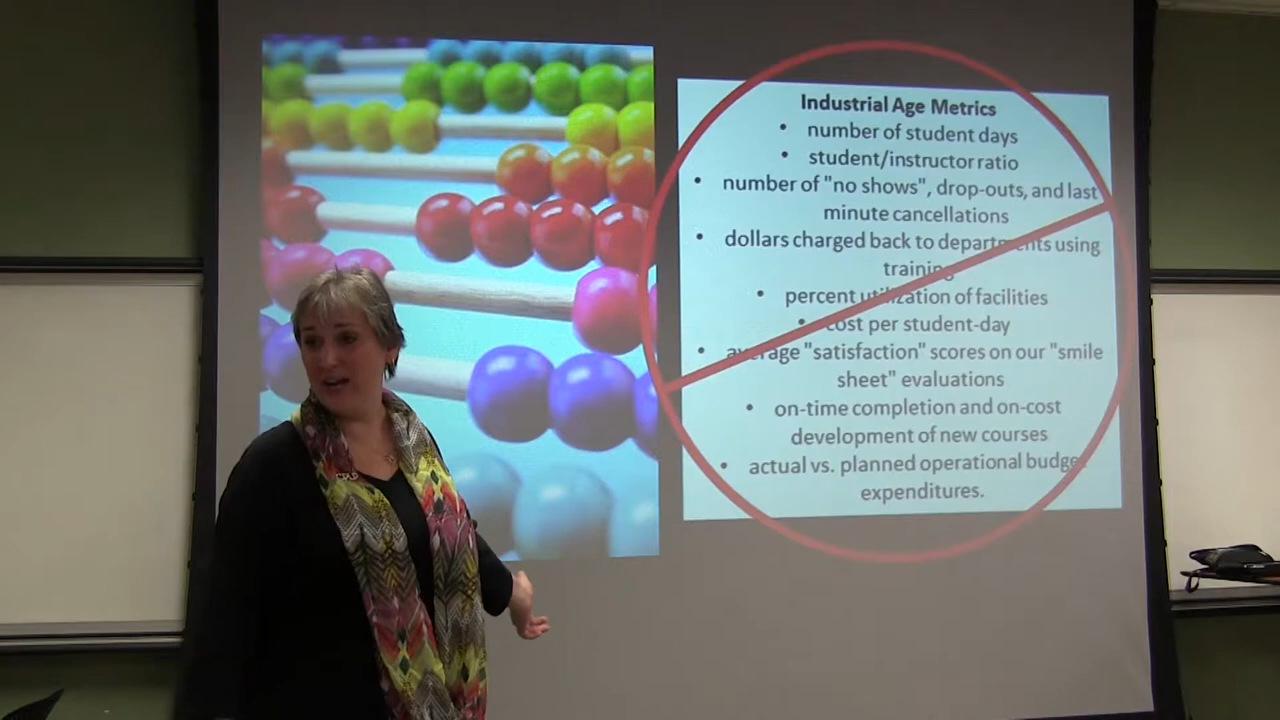 Industrial Age Metrics
• number of student days
• student/instructor ratio
• number of "no shows", drop-outs, and last
minute cancellations
• dollars charged back to departments using
training
• percent utilization of facilities
• cost per student-day
• average "satisfaction" scores on our "smile
sheet" evaluations
• on-time completion and on-cost
development of new courses
• actual vs. planned operational budget
expenditures.